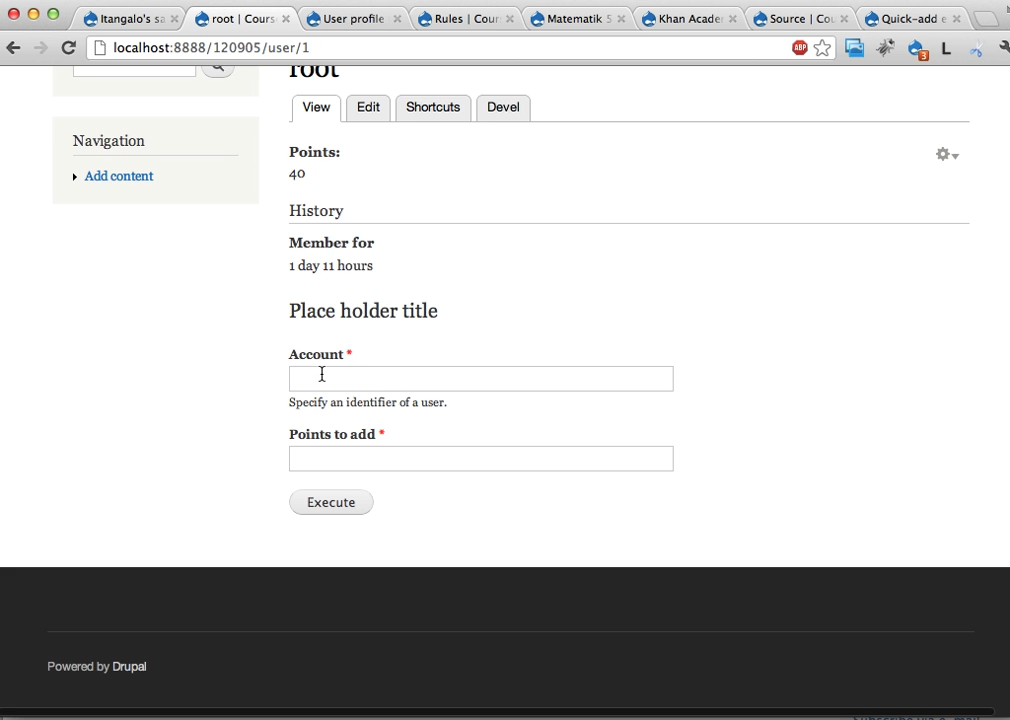 Itangalo's sa
root | Cours
User profile
Rules | Cour
Matematik 5
Khan Acade
Source | Co
Quick-add e
localhost:8888/120905/user/1
ABP
3
L
root
View
Edit
Shortcuts
Devel
Navigation
Add content
Points:
40
History
Member for
1 day 11 hours
Place holder title
Account *
Specify an identifier of a user.
Points to add *
Execute
Powered by Drupal